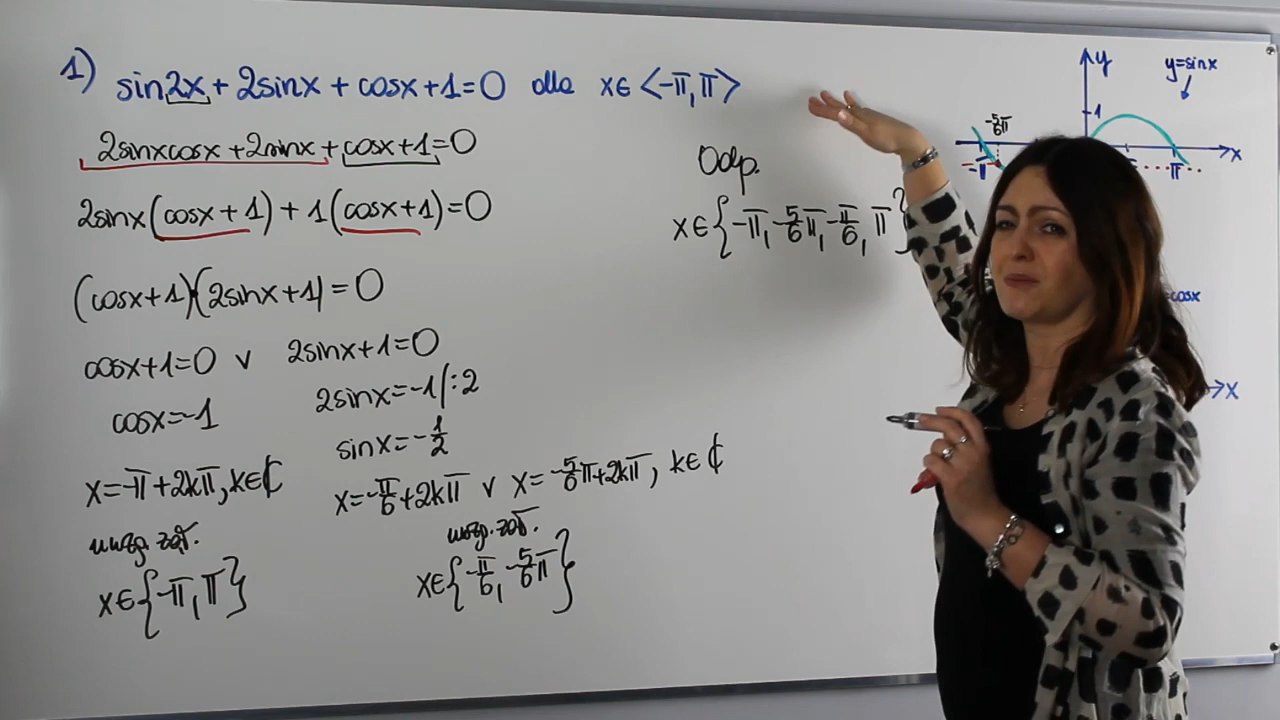 1) sin2x + 2sinx + cosx + 1 = 0 dla x∈ <-π, π>
2sinxcosx + 2sinx + cosx + 1 = 0
2sinx(cosx + 1) + 1(cosx + 1) = 0
(cosx + 1)(2sinx + 1) = 0
cosx + 1 = 0 ∨ 2sinx + 1 = 0
cosx = -1
2sinx = -1 /:2
sinx = -1/2
x = -π + 2kπ, k∈ℂ
x = -π/6 + 2kπ ∨ x = -5/6π + 2kπ, k∈ℂ
uwzg. zał.
x∈{-π, π}
uwzg. zał.
x∈{-π/6, -5/6π}
Odp.
x∈{-π, -5/6π, -π/6, π}
y
y=sinx
1
-5/6π
x
-π
π
cosx
x